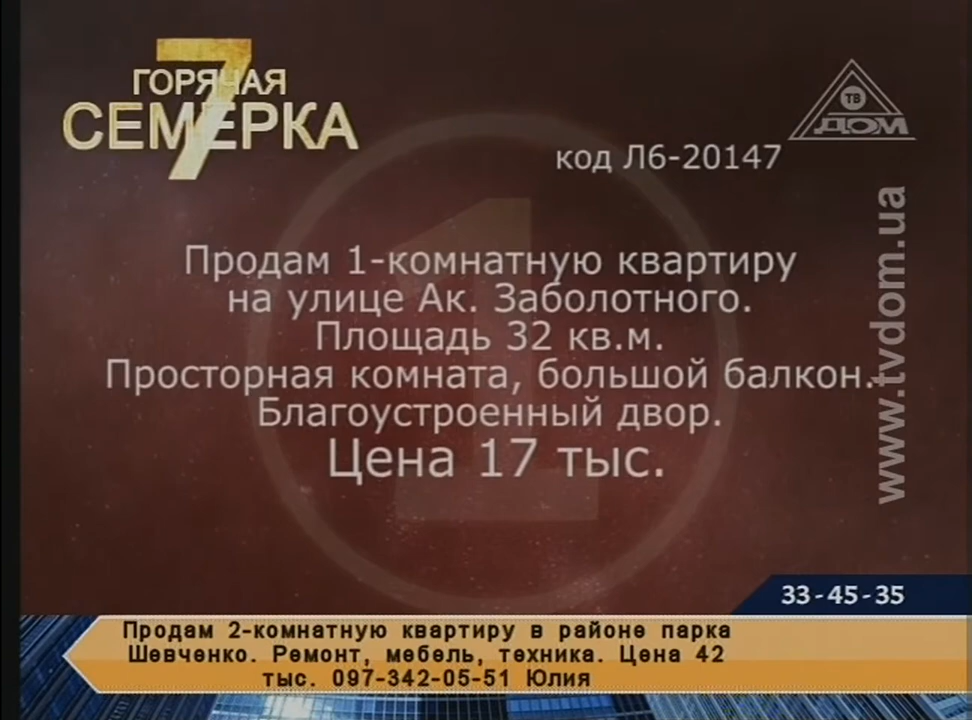 7
ГОРЯЧАЯ
СЕМЕРКА
ТВ
ДОМ
код Л6-20147
www.tvdom.ua
1
Продам 1-комнатную квартиру
на улице Ак. Заболотного.
Площадь 32 кв.м.
Просторная комната, большой балкон.
Благоустроенный двор.
Цена 17 тыс.
33-45-35
Продам 2-комнатную квартиру в районе парка
Шевченко. Ремонт, мебель, техника. Цена 42
тыс. 097-342-05-51 Юлия